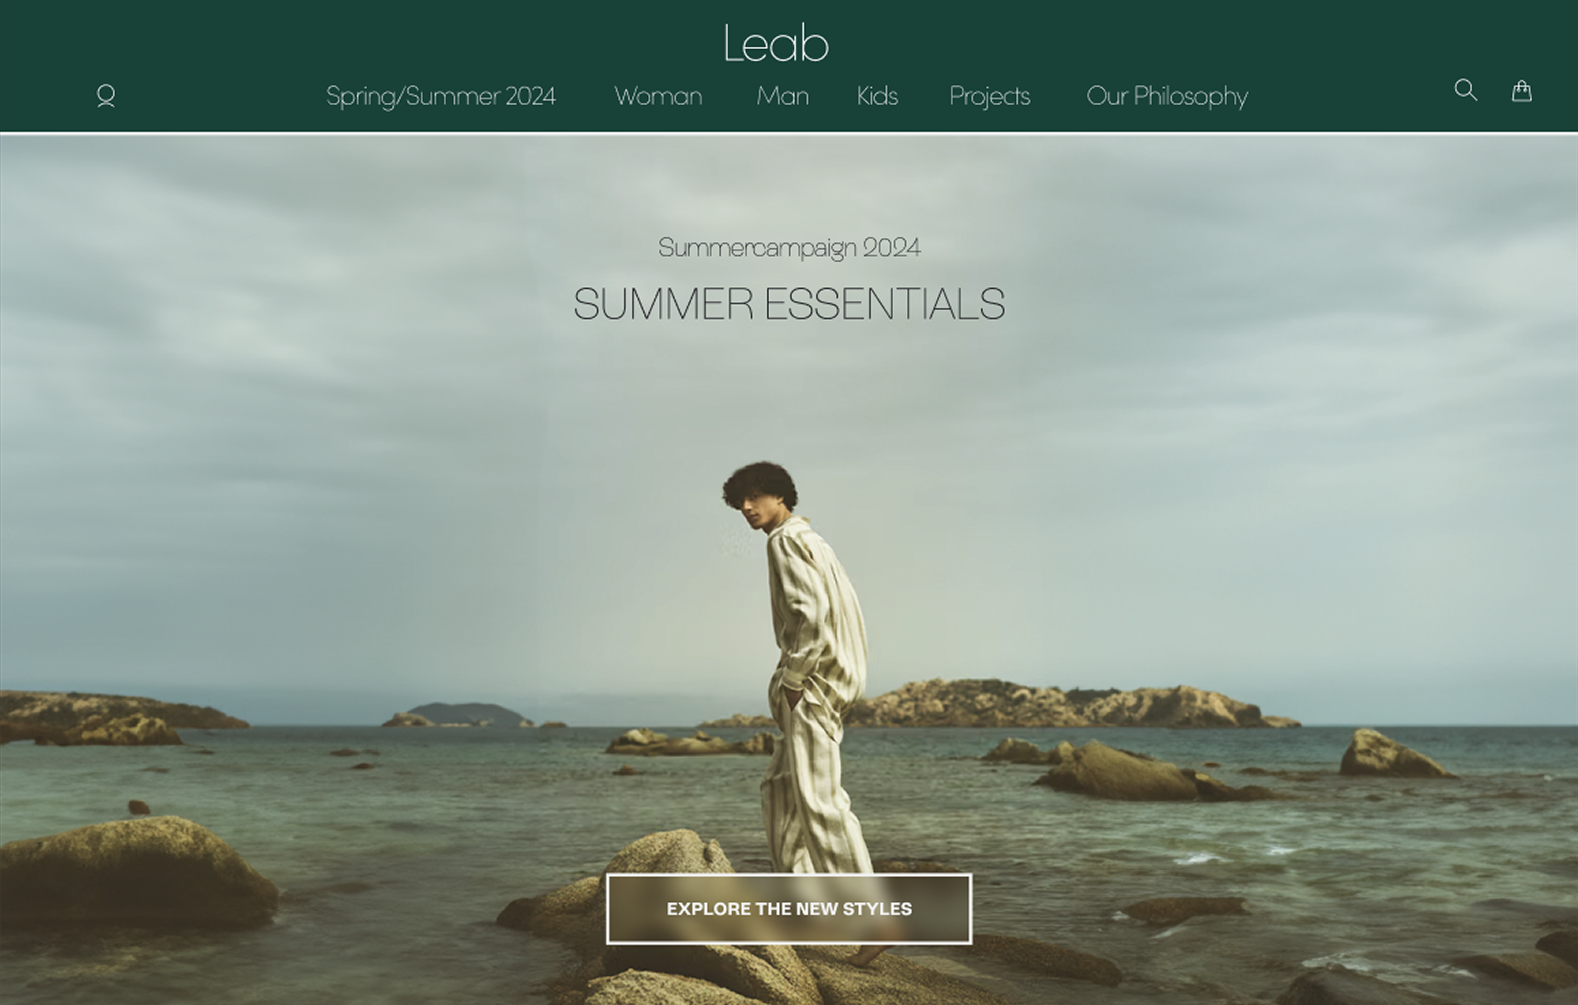 Leab
Spring/Summer 2024 Woman Man Kids Projects Our Philosophy
Summercampaign 2024
SUMMER ESSENTIALS
EXPLORE THE NEW STYLES